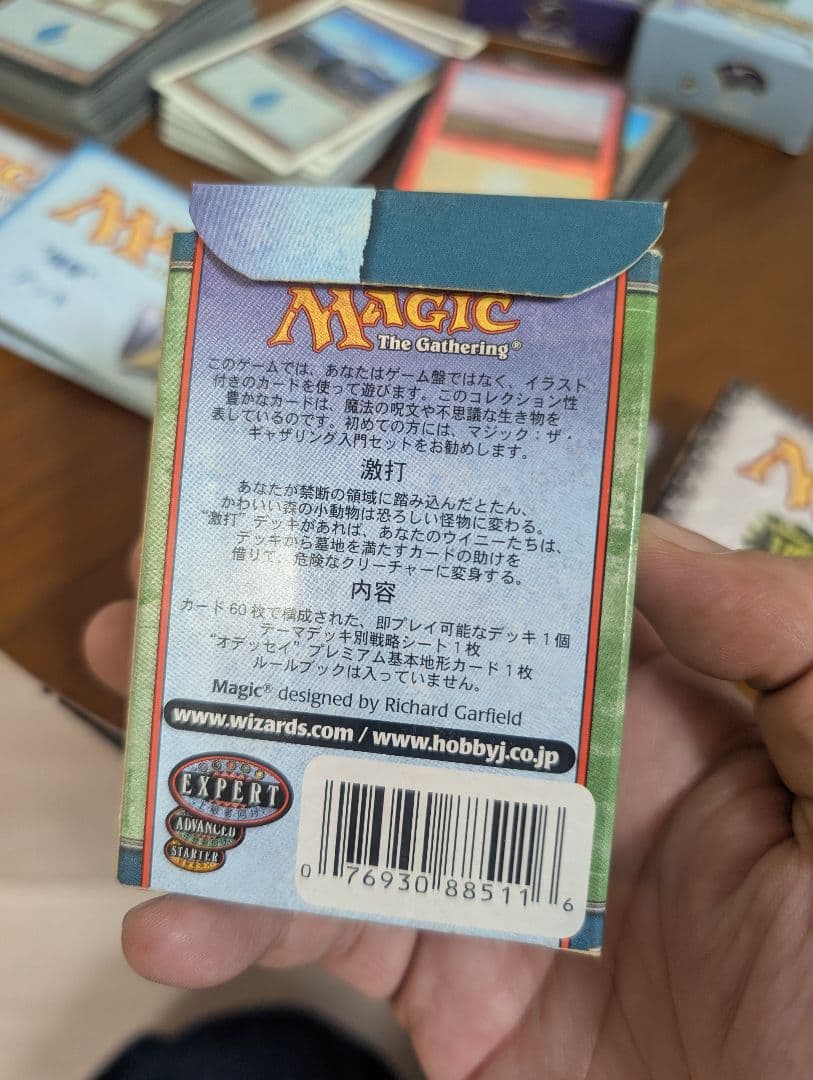 MAGIC
The Gathering®
このゲームでは、あなたはゲーム盤ではなく、イラスト
付きのカードを使って遊びます。このコレクション性
豊かなカードは、魔法の呪文や不思議な生き物を
表しているのです。初めての方には、マジック：ザ・
ギャザリング入門セットをお勧めします。
激打
あなたが禁断の領域に踏み込んだとたん、
かわいい森の小動物は恐ろしい怪物に変わる。
“激打”デッキがあれば、あなたのウイニーたちは、
デッキから墓地を満たすカードの助けを
借りて、危険なクリーチャーに変身する。
内容
カード60枚で構成された、即プレイ可能なデッキ1個
テーマデッキ別戦略シート1枚
“オデッセイ”プレミアム基本地形カード1枚
ルールブックは入っていません。
Magic® designed by Richard Garfield
www.wizards.com / www.hobbyj.co.jp
EXPERT
ADVANCED
STARTER
0 76930 88511 6